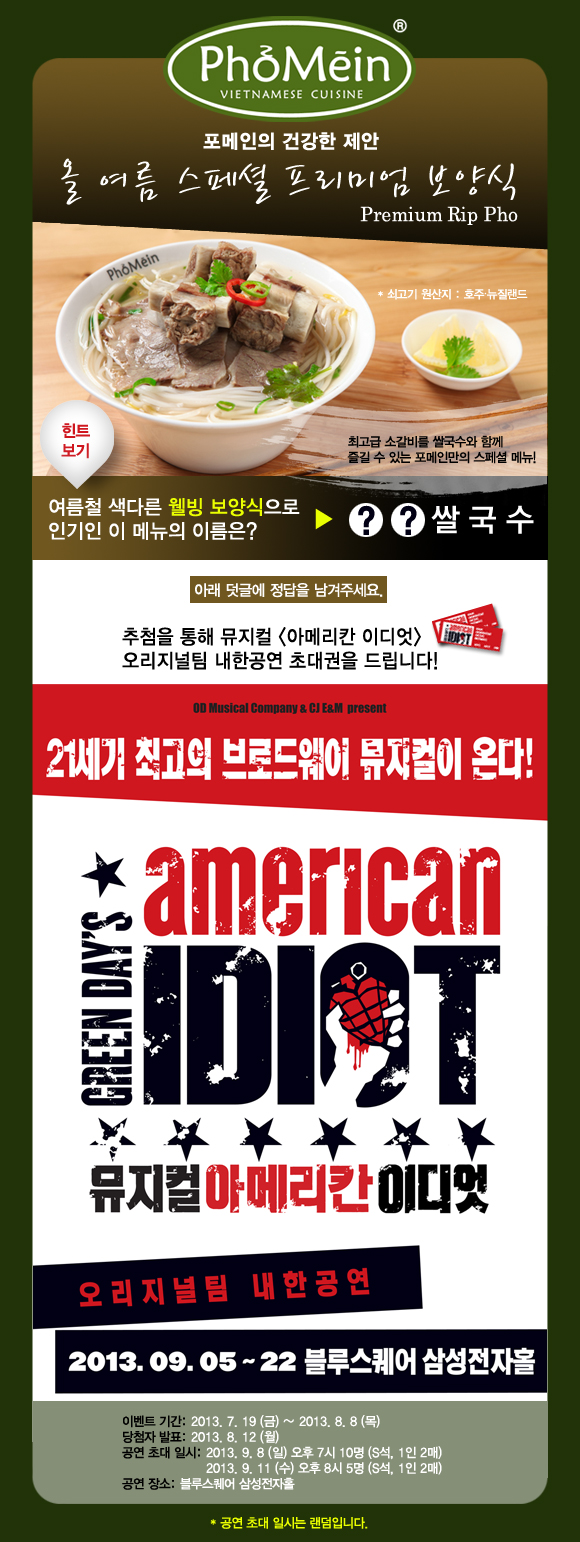 PhởMēin®
VIETNAMESE CUISINE
포메인의 건강한 제안
올 여름 스페셜 프리미엄 보양식
Premium Rip Pho
PhởMēin
* 쇠고기 원산지 : 호주·뉴질랜드
힌트
보기
최고급 소갈비를 쌀국수와 함께
즐길 수 있는 포메인만의 스페셜 메뉴!
여름철 색다른 웰빙 보양식으로
인기인 이 메뉴의 이름은?
▶ ? ? 쌀국수
아래 덧글에 정답을 남겨주세요.
추첨을 통해 뮤지컬 <아메리칸 이디엇>
오리지널팀 내한공연 초대권을 드립니다!
american
IDIOT
OD Musical Company & CJ E&M present
21세기 최고의 브로드웨이 뮤지컬이 온다!
GREEN DAY'S
american
IDIOT
뮤지컬 아메리칸 이디엇
오리지널팀 내한공연
2013. 09. 05 ~ 22 블루스퀘어 삼성전자홀
이벤트 기간: 2013. 7. 19 (금) ~ 2013. 8. 8 (목)
당첨자 발표: 2013. 8. 12 (월)
공연 초대 일시: 2013. 9. 8 (일) 오후 7시 10명 (S석, 1인 2매)
2013. 9. 11 (수) 오후 8시 5명 (S석, 1인 2매)
공연 장소: 블루스퀘어 삼성전자홀
* 공연 초대 일시는 랜덤입니다.